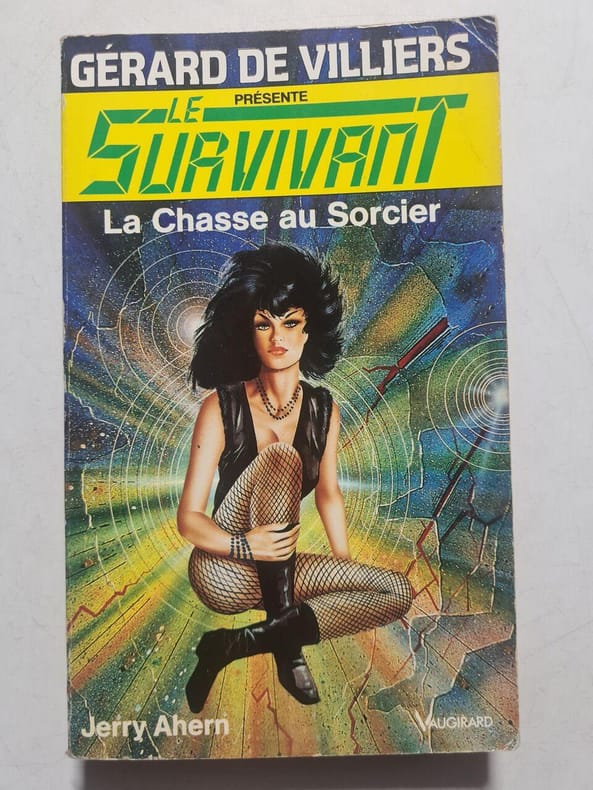 GÉRARD DE VILLIERS
PRÉSENTE
LE
SURVIVANT
La Chasse au Sorcier
Jerry Ahern
VAUGIRARD